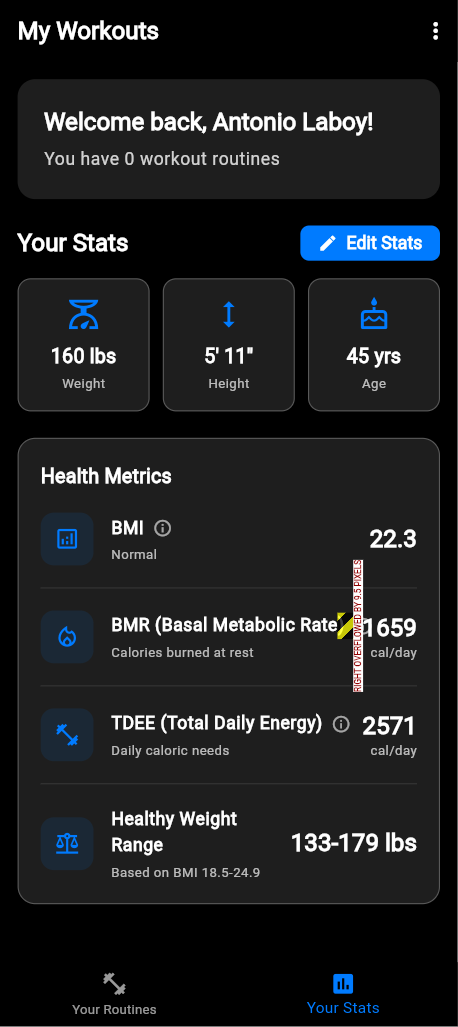 My Workouts
Welcome back, Antonio Laboy!
You have 0 workout routines
Your Stats
Edit Stats
160 lbs
Weight
5' 11"
Height
45 yrs
Age
Health Metrics
BMI
Normal
22.3
BMR (Basal Metabolic Rate
Calories burned at rest
1659
cal/day
RIGHT OVERFLOWED BY 9.5 PIXELS
TDEE (Total Daily Energy)
Daily caloric needs
2571
cal/day
Healthy Weight
Range
Based on BMI 18.5-24.9
133-179 lbs
Your Routines
Your Stats